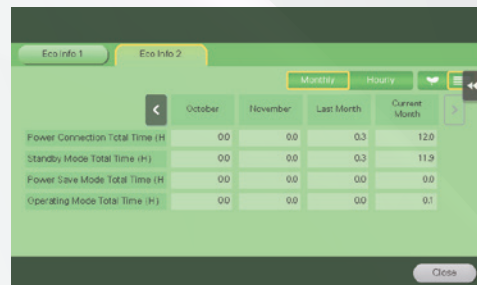 Eco Info 1
Eco Info 2
Monthly Hourly
October November Last Month Current Month
Power Connection Total Time (H 0.0 0.0 0.3 12.0
Standby Mode Total Time (H) 0.0 0.0 0.3 11.9
Power Save Mode Total Time (H 0.0 0.0 0.0 0.0
Operating Mode Total Time (H) 0.0 0.0 0.0 0.1
Close